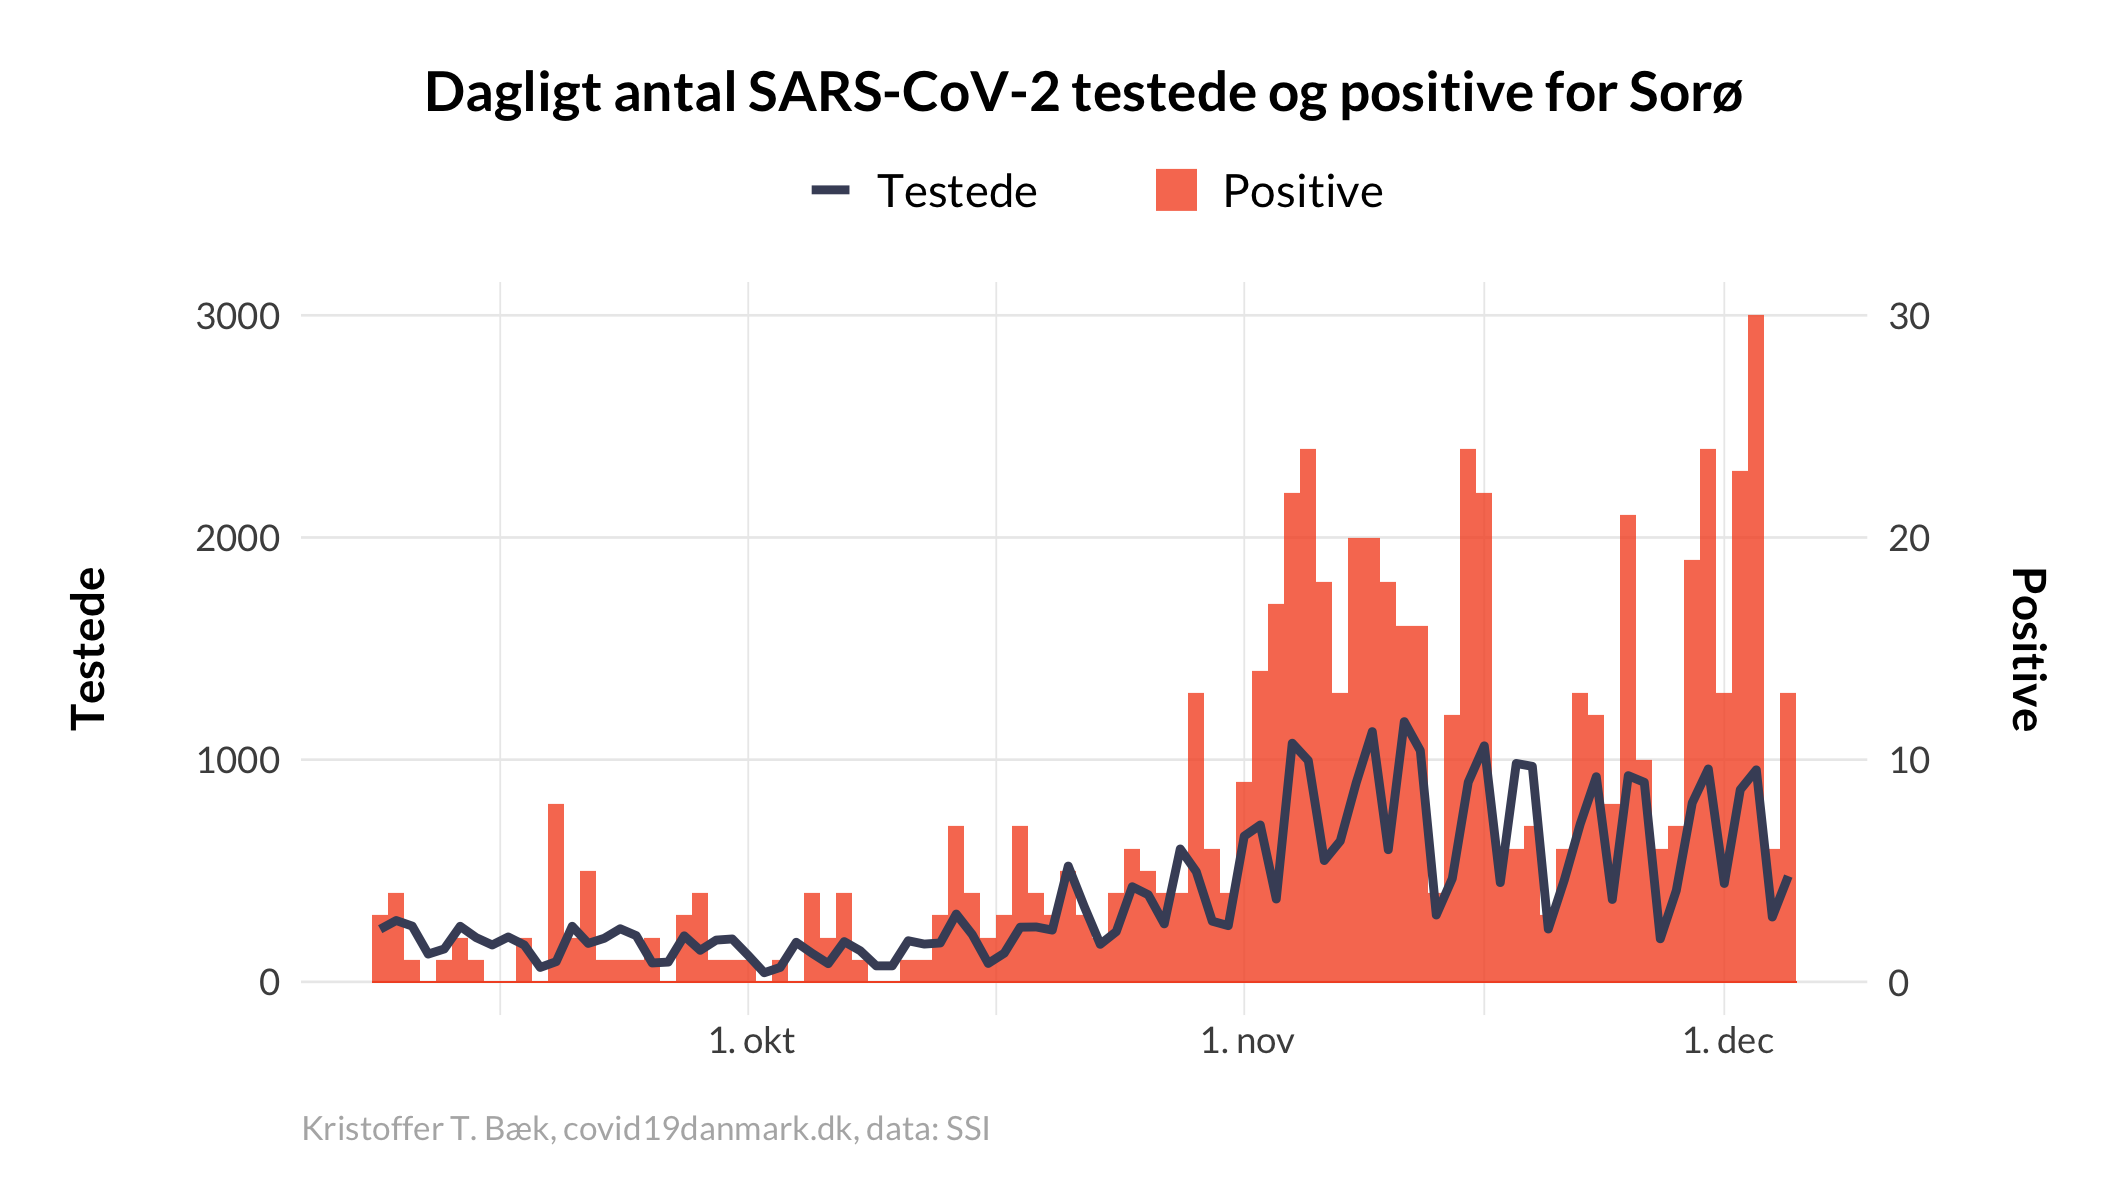 Dagligt antal SARS-CoV-2 testede og positive for Sorø
Testede
Positive
3000
2000
1000
0
30
20
10
0
Testede
Positive
1. okt
1. nov
1. dec
Kristoffer T. Bæk, covid19danmark.dk, data: SSI